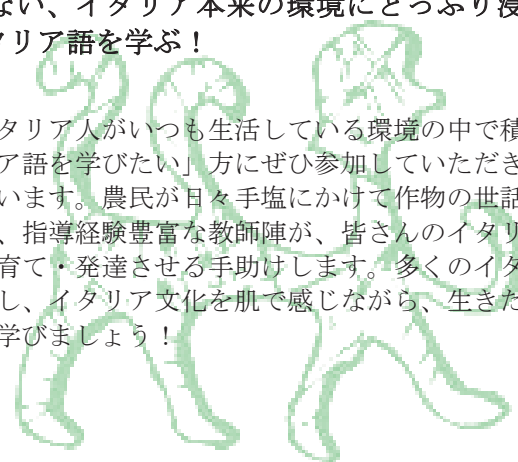 ない、イタリア本来の環境にどっぷり浸
タリア語を学ぶ！
タリア人がいつも生活している環境の中で積
ア語を学びたい」方にぜひ参加していただき
います。農民が日々手塩にかけて作物の世話
、指導経験豊富な教師陣が、皆さんのイタリ
育て・発達させる手助けします。多くのイタ
し、イタリア文化を肌で感じながら、生きた
学びましょう！